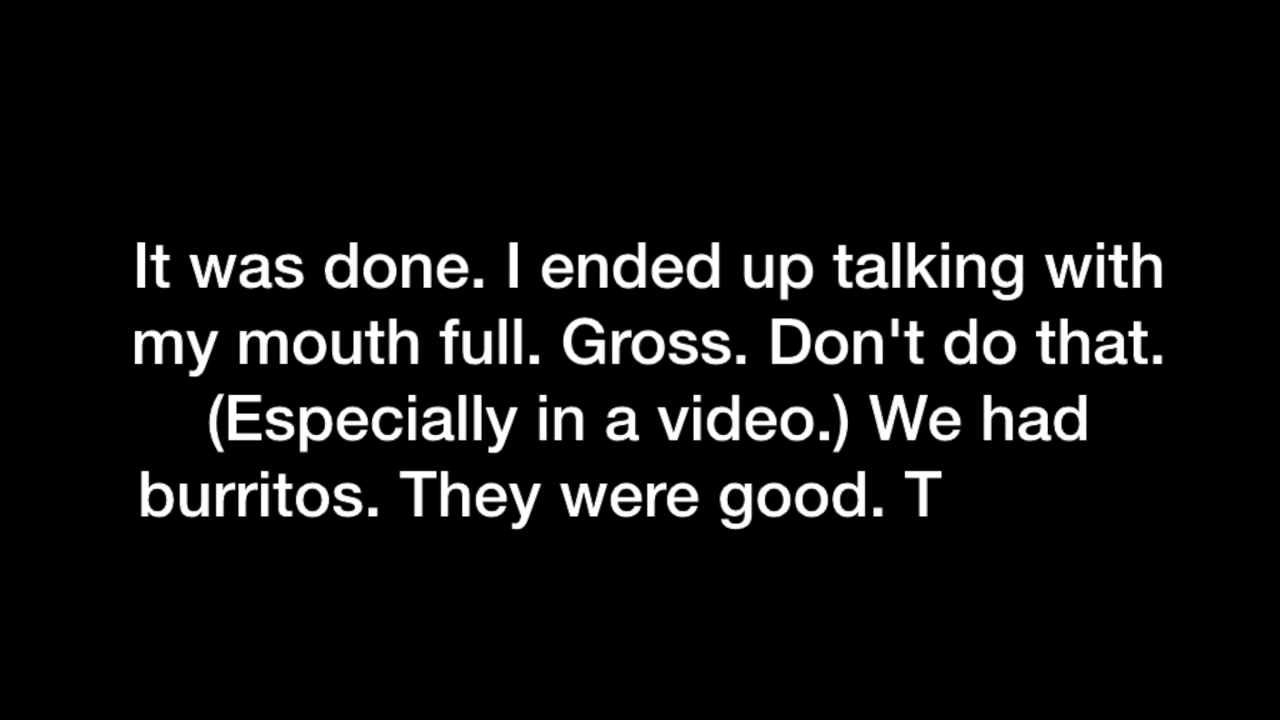 It was done. I ended up talking with
my mouth full. Gross. Don't do that.
(Especially in a video.) We had
burritos. They were good. T